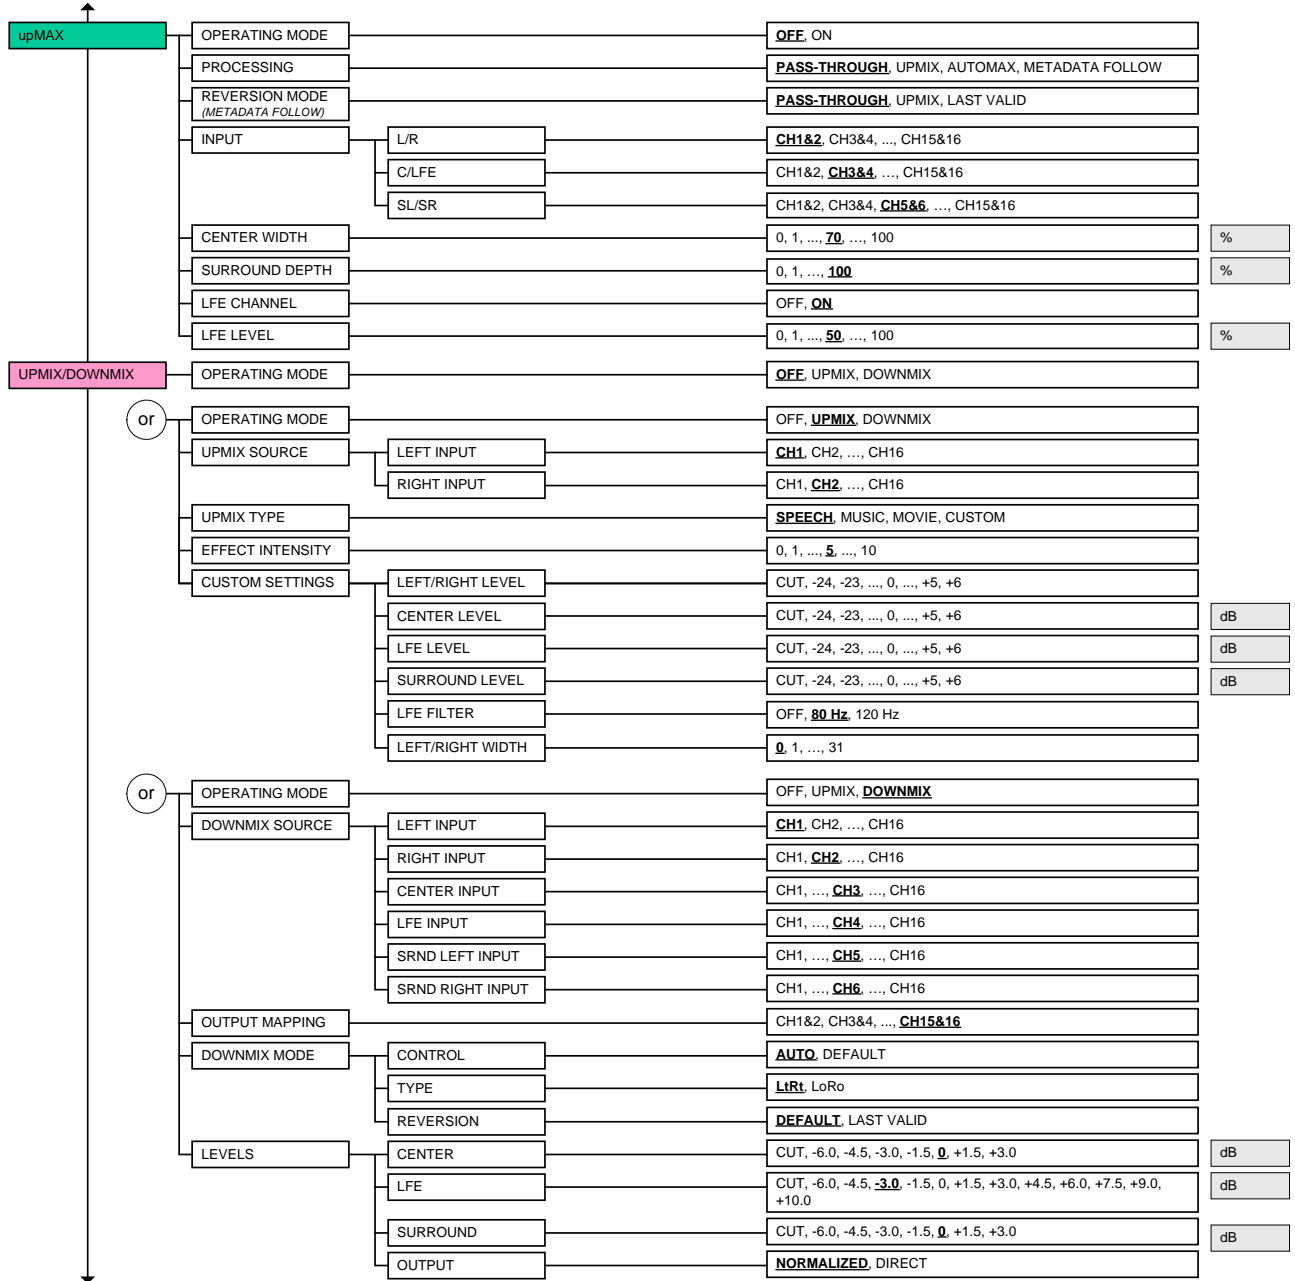 upMAX
OPERATING MODE
OFF, ON
PROCESSING
PASS-THROUGH, UPMIX, AUTOMAX, METADATA FOLLOW
REVERSION MODE
(METADATA FOLLOW)
PASS-THROUGH, UPMIX, LAST VALID
INPUT
L/R
CH1&2, CH3&4, ..., CH15&16
C/LFE
CH1&2, CH3&4, …, CH15&16
SL/SR
CH1&2, CH3&4, CH5&6, …, CH15&16
CENTER WIDTH
0, 1, ..., 70, …, 100
%
SURROUND DEPTH
0, 1, …, 100
%
LFE CHANNEL
OFF, ON
LFE LEVEL
0, 1, ..., 50, …, 100
%
UPMIX/DOWNMIX
OPERATING MODE
OFF, UPMIX, DOWNMIX
or
OPERATING MODE
OFF, UPMIX, DOWNMIX
UPMIX SOURCE
LEFT INPUT
CH1, CH2, …, CH16
RIGHT INPUT
CH1, CH2, …, CH16
UPMIX TYPE
SPEECH, MUSIC, MOVIE, CUSTOM
EFFECT INTENSITY
0, 1, ..., 5, ..., 10
CUSTOM SETTINGS
LEFT/RIGHT LEVEL
CUT, -24, -23, ..., 0, ..., +5, +6
CENTER LEVEL
CUT, -24, -23, ..., 0, ..., +5, +6
dB
LFE LEVEL
CUT, -24, -23, ..., 0, ..., +5, +6
dB
SURROUND LEVEL
CUT, -24, -23, ..., 0, ..., +5, +6
dB
LFE FILTER
OFF, 80 Hz, 120 Hz
LEFT/RIGHT WIDTH
0, 1, …, 31
or
OPERATING MODE
OFF, UPMIX, DOWNMIX
DOWNMIX SOURCE
LEFT INPUT
CH1, CH2, …, CH16
RIGHT INPUT
CH1, CH2, …, CH16
CENTER INPUT
CH1, …, CH3, …, CH16
LFE INPUT
CH1, …, CH4, …, CH16
SRND LEFT INPUT
CH1, …, CH5, …, CH16
SRND RIGHT INPUT
CH1, …, CH6, …, CH16
OUTPUT MAPPING
CH1&2, CH3&4, ..., CH15&16
DOWNMIX MODE
CONTROL
AUTO, DEFAULT
TYPE
LtRt, LoRo
REVERSION
DEFAULT, LAST VALID
LEVELS
CENTER
CUT, -6.0, -4.5, -3.0, -1.5, 0, +1.5, +3.0
dB
LFE
CUT, -6.0, -4.5, -3.0, -1.5, 0, +1.5, +3.0, +4.5, +6.0, +7.5, +9.0,
+10.0
dB
SURROUND
CUT, -6.0, -4.5, -3.0, -1.5, 0, +1.5, +3.0
dB
OUTPUT
NORMALIZED, DIRECT